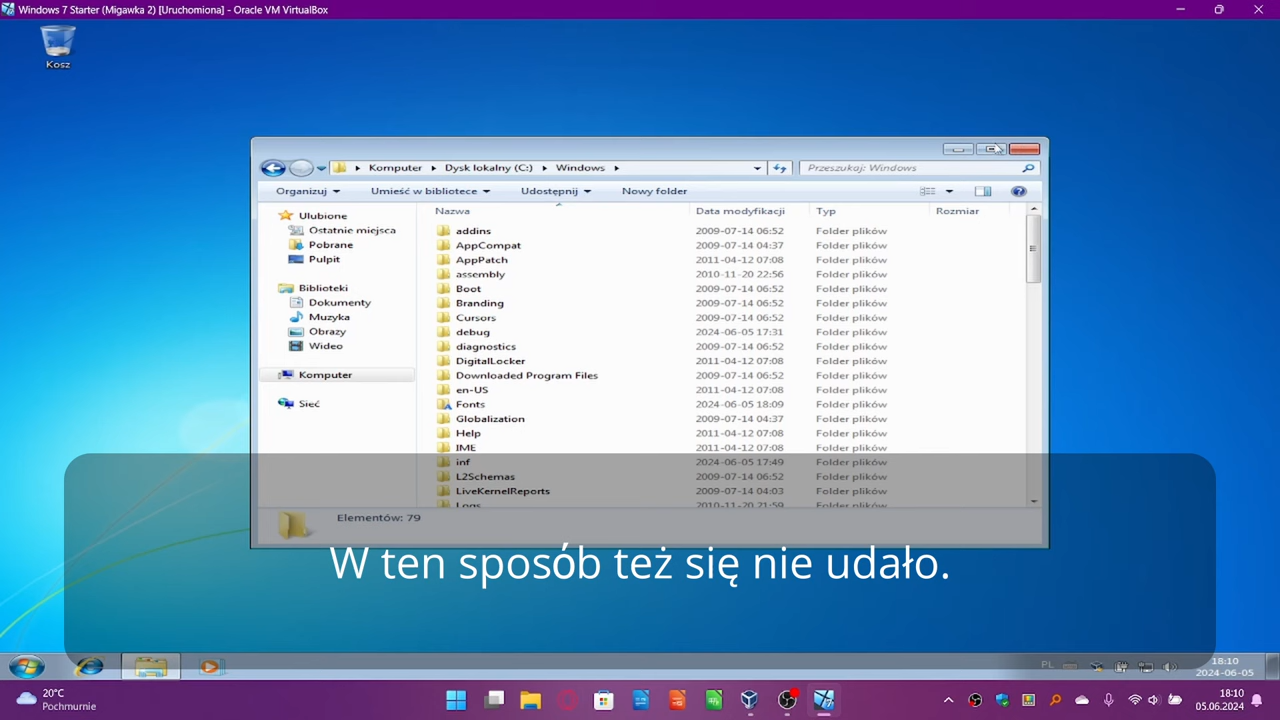 Windows 7 Starter (Migawka 2) [Uruchomiona] - Oracle VM VirtualBox
Kosz
Komputer
Dysk lokalny (C:)
Windows
Przeszukaj: Windows
Organizuj
Umieść w bibliotece
Udostępnij
Nowy folder
Ulubione
Ostatnie miejsca
Pobrane
Pulpit
Biblioteki
Dokumenty
Muzyka
Obrazy
Wideo
Komputer
Sieć
Nazwa Data modyfikacji Typ Rozmiar
addins 2009-07-14 06:52 Folder plików
AppCompat 2009-07-14 04:37 Folder plików
AppPatch 2011-04-12 07:08 Folder plików
assembly 2010-11-20 22:56 Folder plików
Boot 2009-07-14 06:52 Folder plików
Branding 2009-07-14 06:52 Folder plików
Cursors 2009-07-14 06:52 Folder plików
debug 2024-06-05 17:31 Folder plików
diagnostics 2009-07-14 06:52 Folder plików
DigitalLocker 2011-04-12 07:08 Folder plików
Downloaded Program Files 2009-07-14 06:52 Folder plików
en-US 2011-04-12 07:08 Folder plików
Fonts 2024-06-05 18:09 Folder plików
Globalization 2009-07-14 04:37 Folder plików
Help 2011-04-12 07:08 Folder plików
IME 2011-04-12 07:08 Folder plików
inf 2024-06-05 17:49 Folder plików
L2Schemas 2009-07-14 06:52 Folder plików
LiveKernelReports 2009-07-14 04:03 Folder plików
Logs 2010-11-20 21:59 Folder plików
Elementów: 79
W ten sposób też się nie udało.
PL
18:10
2024-06-05
20°C
Pochmurnie
18:10
05.06.2024